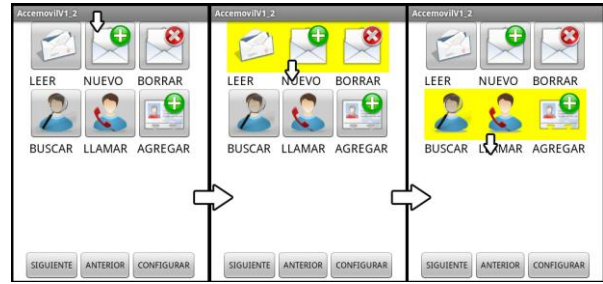 AccemovilV1_2
LEER NUEVO BORRAR
BUSCAR LLAMAR AGREGAR
SIGUIENTE ANTERIOR CONFIGURAR
AccemovilV1_2
LEER NUEVO BORRAR
BUSCAR LLAMAR AGREGAR
SIGUIENTE ANTERIOR CONFIGURAR
AccemovilV1_2
LEER NUEVO BORRAR
BUSCAR LLAMAR AGREGAR
SIGUIENTE ANTERIOR CONFIGURAR